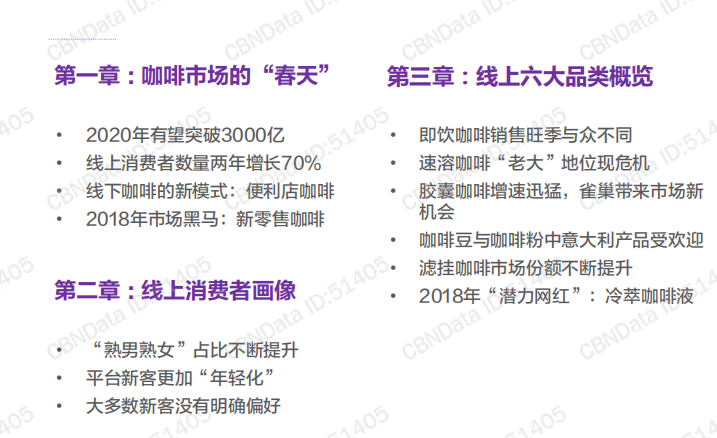 第一章：咖啡市场的“春天”
• 2020年有望突破3000亿
• 线上消费者数量两年增长70%
• 线下咖啡的新模式：便利店咖啡
• 2018年市场黑马：新零售咖啡
第二章：线上消费者画像
• “熟男熟女”占比不断提升
• 平台新客更加“年轻化”
• 大多数新客没有明确偏好
第三章：线上六大品类概览
• 即饮咖啡销售旺季与众不同
• 速溶咖啡“老大”地位现危机
• 胶囊咖啡增速迅猛，雀巢带来市场新
机会
• 咖啡豆与咖啡粉中意大利产品受欢迎
• 滤挂咖啡市场份额不断提升
• 2018年“潜力网红”：冷萃咖啡液
CBNData ID:51405